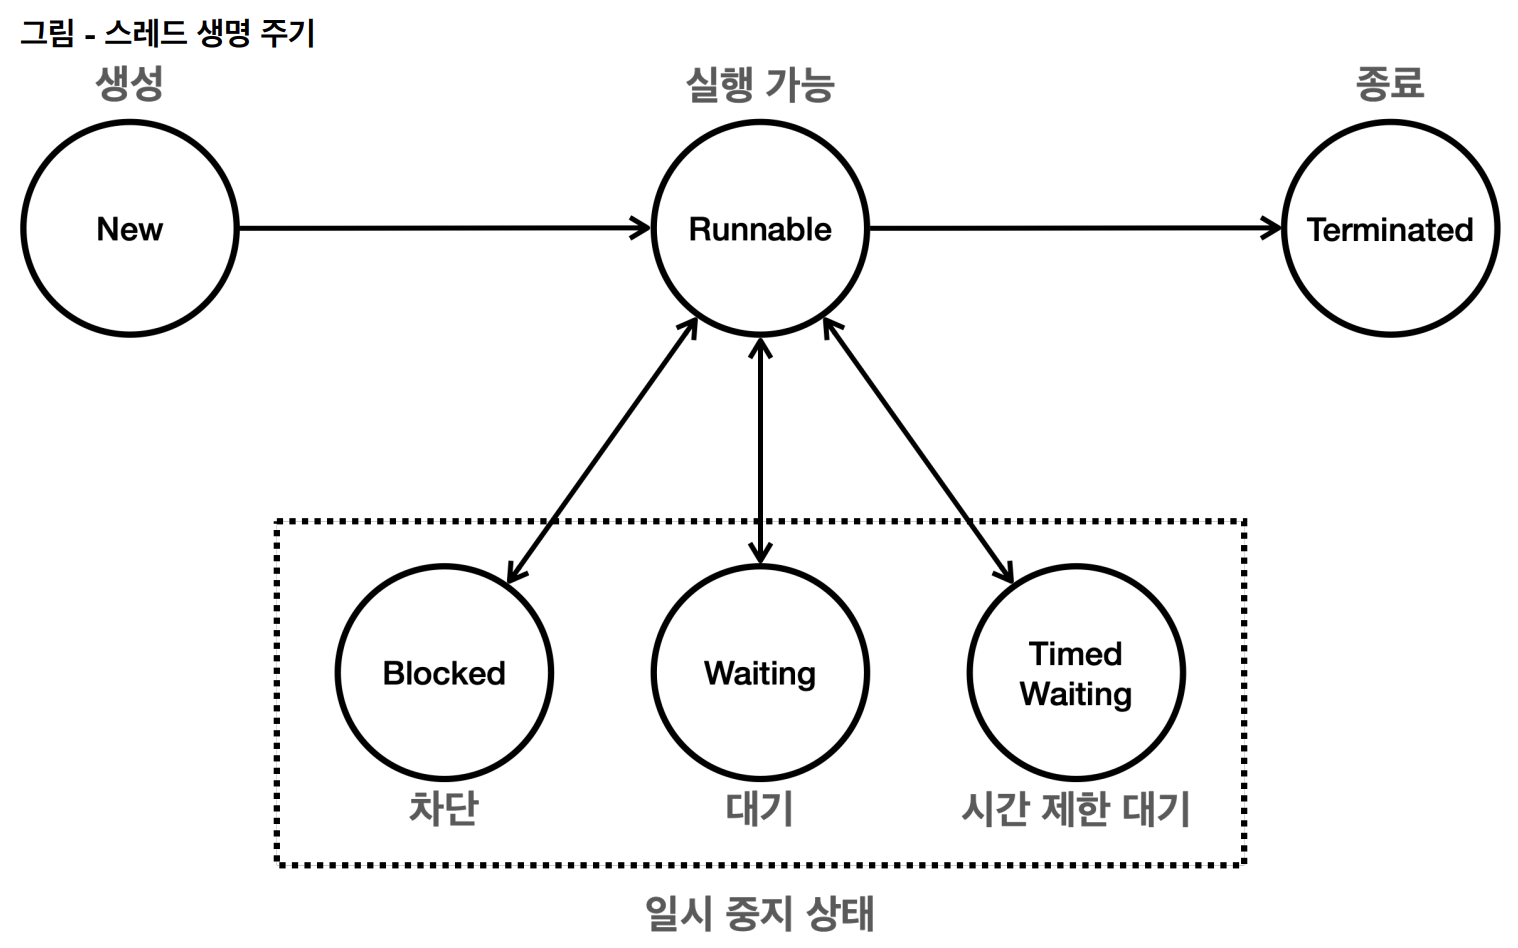 그림 - 스레드 생명 주기
생성
실행 가능
종료
New
Runnable
Terminated
Blocked
Waiting
Timed
Waiting
차단
대기
시간 제한 대기
일시 중지 상태